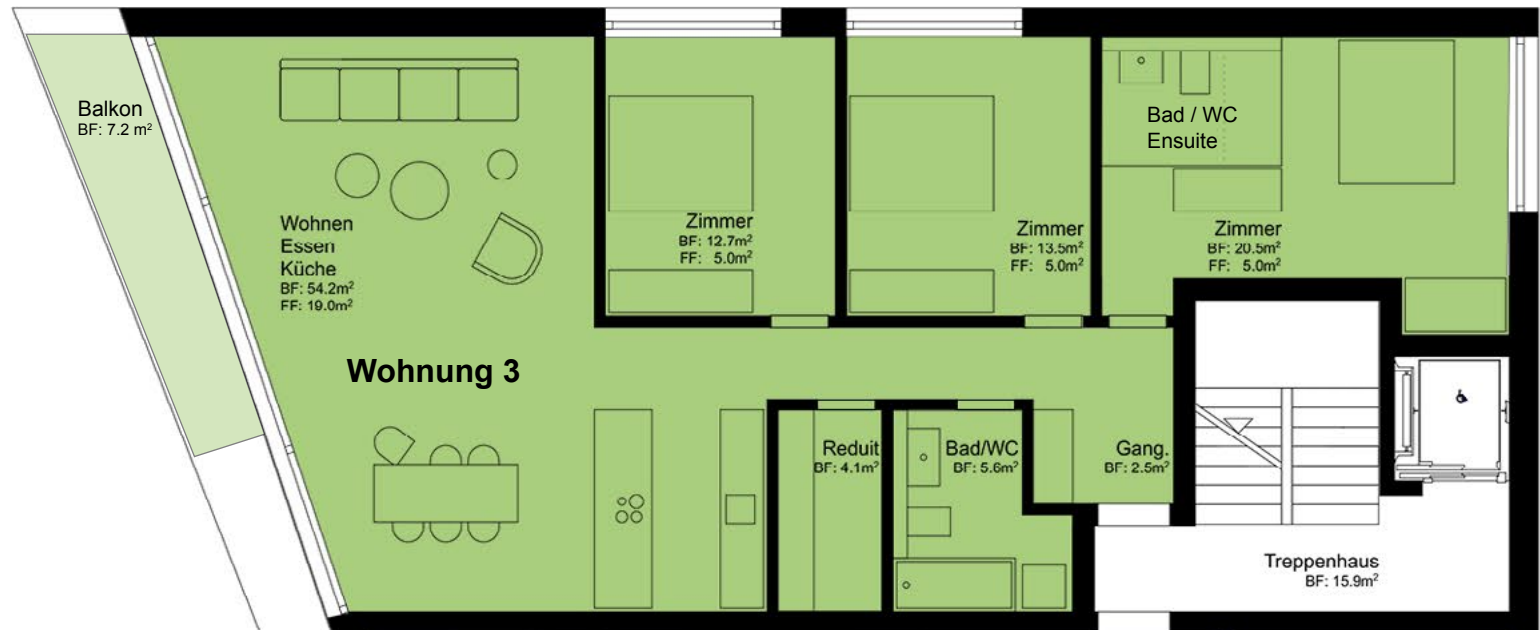 Balkon
BF: 7.2 m²
Wohnen
Essen
Küche
BF: 54.2m²
FF: 19.0m²
Zimmer
BF: 12.7m²
FF: 5.0m²
Zimmer
BF: 13.5m²
FF: 5.0m²
Bad / WC
Ensuite
Zimmer
BF: 20.5m²
FF: 5.0m²
Wohnung 3
Reduit
BF: 4.1m²
Bad/WC
BF: 5.6m²
Gang.
BF: 2.5m²
Treppenhaus
BF: 15.9m²